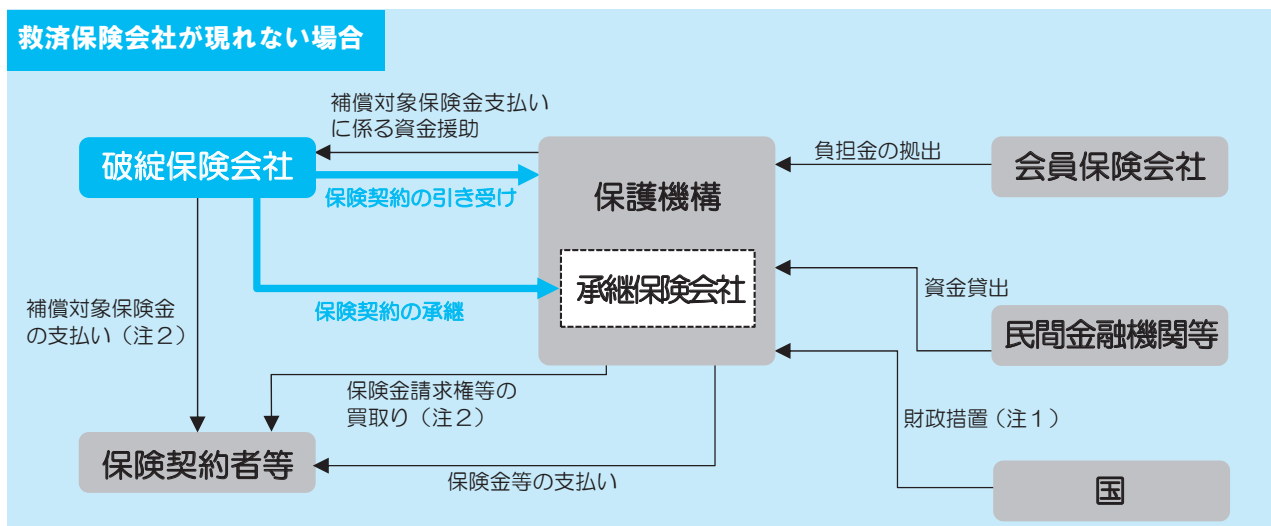 救済保険会社が現れない場合
補償対象保険金支払い
に係る資金援助
破綻保険会社
保険契約の引き受け
保護機構
負担金の拠出
会員保険会社
承継保険会社
保険契約の承継
資金貸出
民間金融機関等
補償対象保険金
の支払い（注２）
保険金請求権等の
買取り（注２）
財政措置（注１）
保険契約者等
保険金等の支払い
国